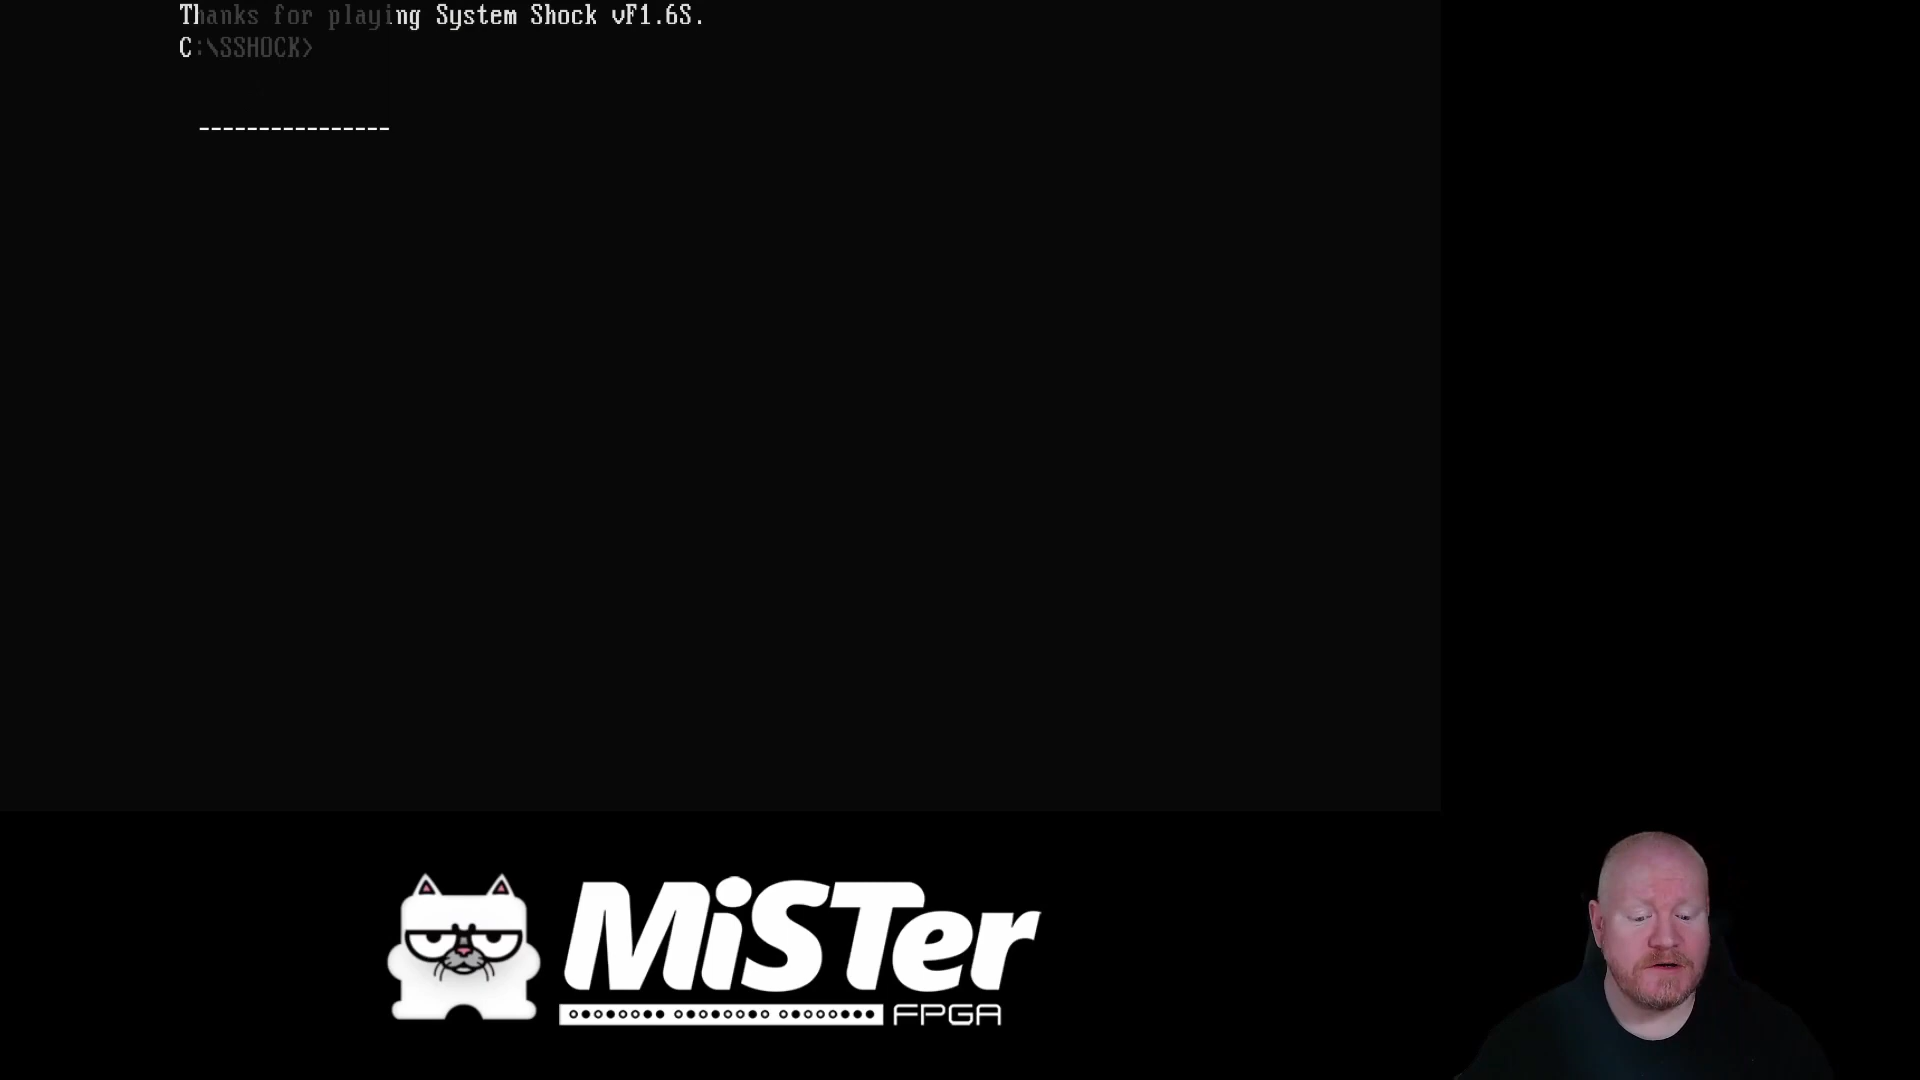 Thanks for playing System Shock vF1.6S.
C:\SSHOCK>
----------------
MiSTer
FPGA